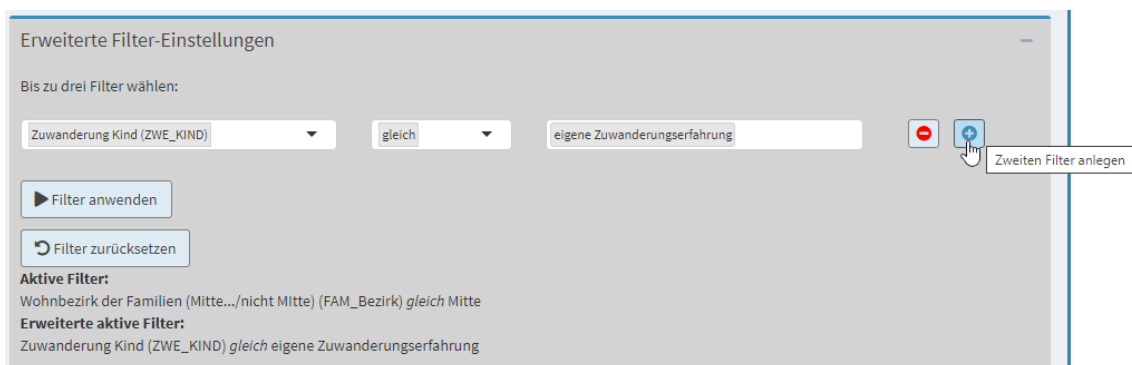 Erweiterte Filter-Einstellungen
Bis zu drei Filter wählen:
Zuwanderung Kind (ZWE_KIND) gleich eigene Zuwanderungserfahrung
Zweiten Filter anlegen
Filter anwenden
Filter zurücksetzen
Aktive Filter:
Wohnbezirk der Familien (Mitte.../nicht MItte) (FAM_Bezirk) gleich Mitte
Erweiterte aktive Filter:
Zuwanderung Kind (ZWE_KIND) gleich eigene Zuwanderungserfahrung